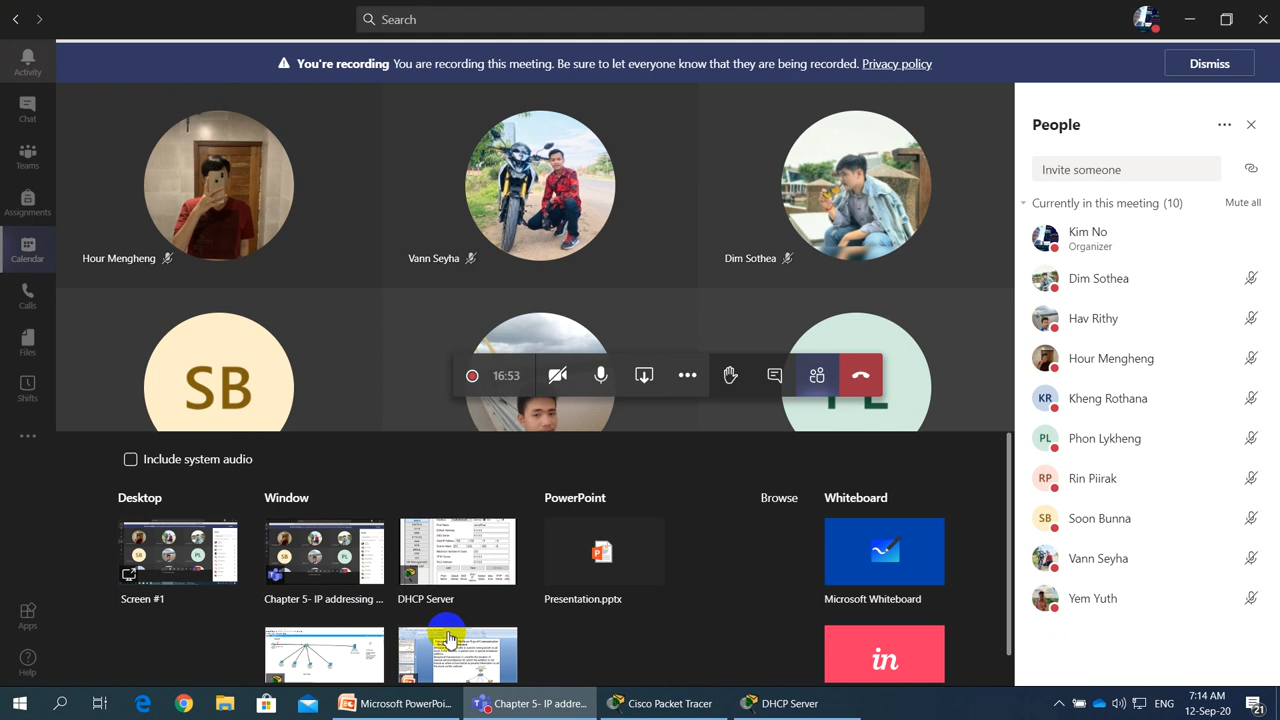 Search
You're recording You are recording this meeting. Be sure to let everyone know that they are being recorded. Privacy policy
Dismiss
Activity
Chat
Teams
Assignments
Calendar
Calls
Files
Shifts
Apps
Help
Hour Mengheng
Vann Seyha
Dim Sothea
SB
PL
16:53
People
Invite someone
Currently in this meeting (10)
Mute all
Kim No
Organizer
Dim Sothea
Hav Rithy
Hour Mengheng
KR Kheng Rothana
PL Phon Lykheng
RP Rin Piirak
SB Soon Bunna
Vann Seyha
Yem Yuth
Include system audio
Desktop
Window
PowerPoint
Browse
Whiteboard
Screen #1
Chapter 5- IP addressing ...
DHCP Server
Presentation.pptx
Microsoft Whiteboard
in
Microsoft PowerPoi...
Chapter 5- IP addre...
Cisco Packet Tracer
DHCP Server
ENG
7:14 AM
12-Sep-20
21